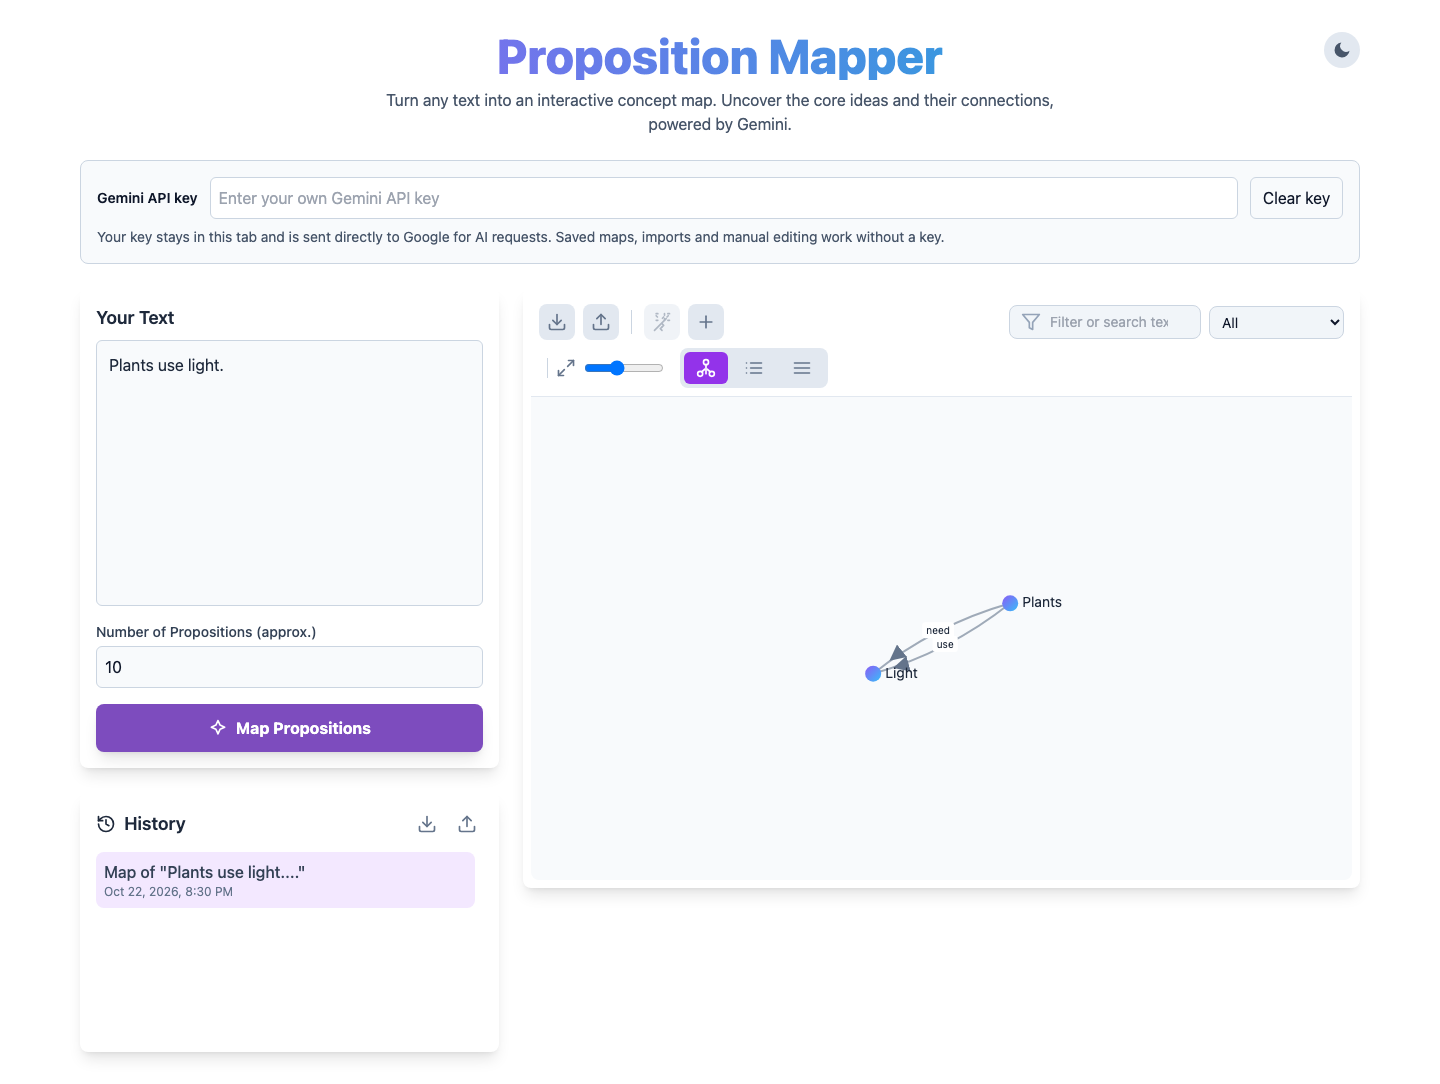 Proposition Mapper
Turn any text into an interactive concept map. Uncover the core ideas and their connections,
powered by Gemini.
Gemini API key
Enter your own Gemini API key
Clear key
Your key stays in this tab and is sent directly to Google for AI requests. Saved maps, imports and manual editing work without a key.
Your Text
Plants use light.
Number of Propositions (approx.)
10
Map Propositions
History
Map of "Plants use light...."
Oct 22, 2026, 8:30 PM
Filter or search tex
All
Plants
need
use
Light